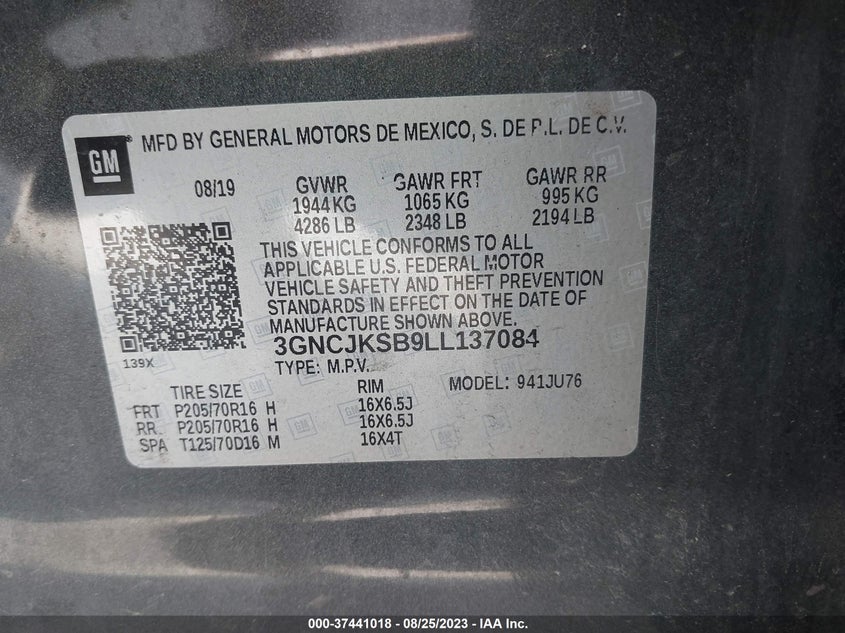 GM
MFD BY GENERAL MOTORS DE MEXICO, S. DE R.L. DE C.V.
08/19 GVWR GAWR FRT GAWR RR
1944 KG 1065 KG 995 KG
4286 LB 2348 LB 2194 LB
THIS VEHICLE CONFORMS TO ALL
APPLICABLE U.S. FEDERAL MOTOR
VEHICLE SAFETY AND THEFT PREVENTION
STANDARDS IN EFFECT ON THE DATE OF
MANUFACTURE SHOWN ABOVE.
139X
3GNCJKSB9LL137084
TYPE: M.P.V. MODEL: 941JU76
TIRE SIZE RIM
FRT P205/70R16 H 16X6.5J
RR P205/70R16 H 16X6.5J
SPA T125/70D16 M 16X4T
000-37441018 - 08/25/2023 - IAA Inc.